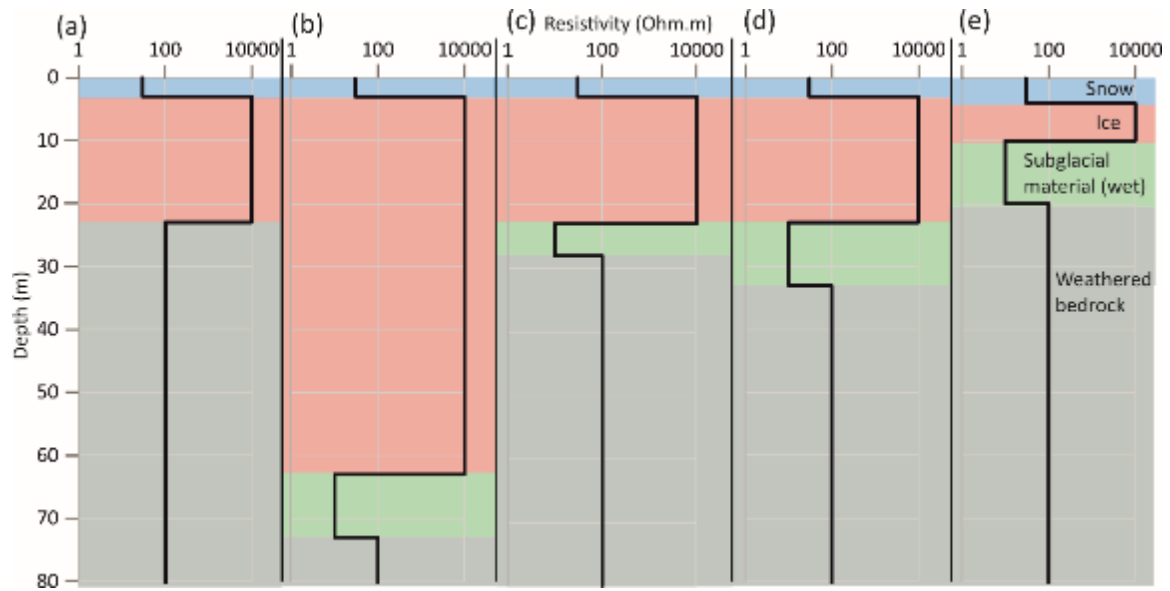 (a) (b) (c) Resistivity (Ohm.m) (d) (e)
1 100 10000 1 100 10000 1 100 10000 1 100 10000 1 100 10000
0
Snow
Ice
10
Subglacial
material (wet)
20
30
Weathered
bedrock
40
Depth (m)
50
60
70
80